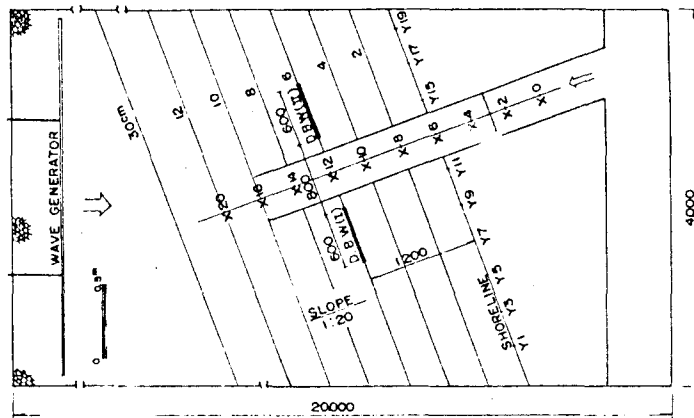 WAVE GENERATOR
0 0.5m
30cm
12
10
8
6
4
2
Y19
Y17
Y15
600
D.B.W(II)
X20
X16
X14
800
X12
X10
X8
X6
X4
X2
X0
600
D.B.W(I)
1200
Y11
Y9
Y7
Y5
Y3
Y1
SHORELINE
SLOPE
1:20
4000
20000